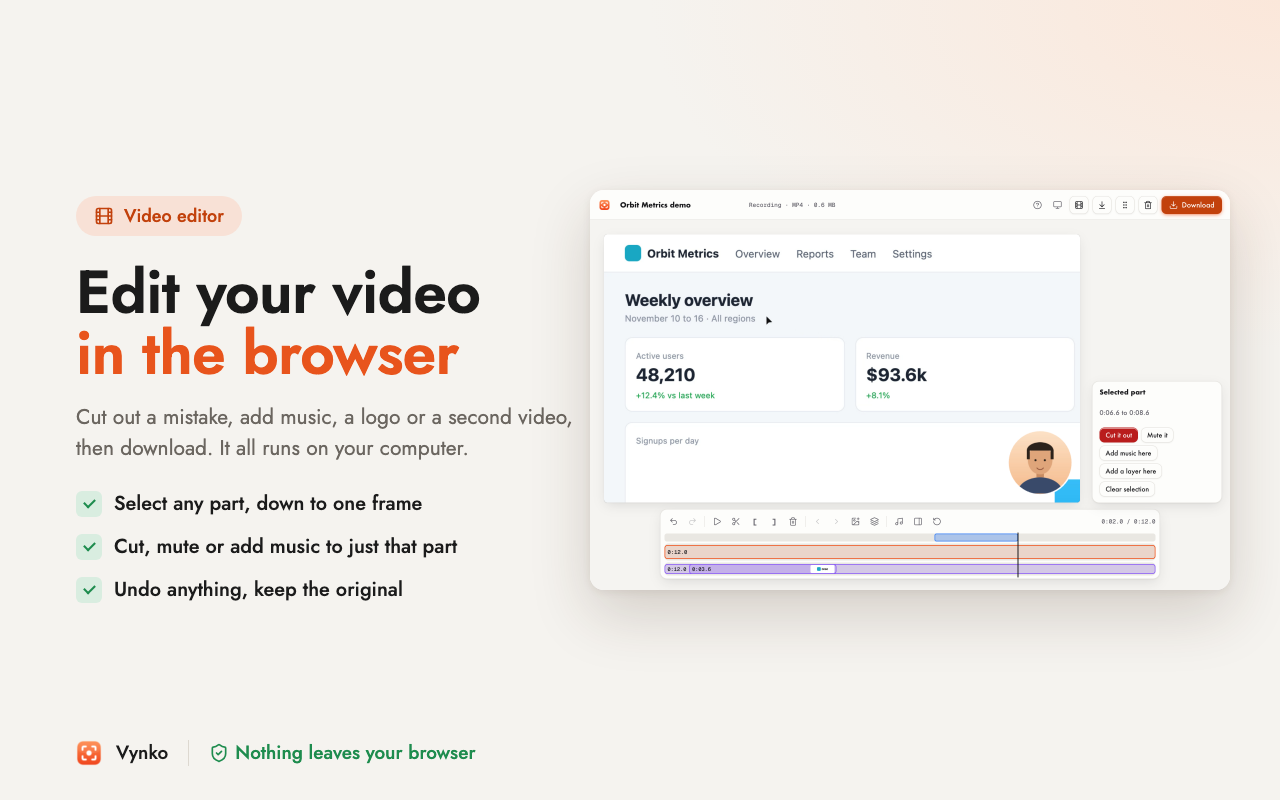 Video editor
Edit your video
in the browser
Cut out a mistake, add music, a logo or a second video,
then download. It all runs on your computer.
Select any part, down to one frame
Cut, mute or add music to just that part
Undo anything, keep the original
Vynko
Nothing leaves your browser
Orbit Metrics demo
Recording · MP4 · 0.6 MB
Download
Orbit Metrics Overview Reports Team Settings
Weekly overview
November 10 to 16 · All regions
Active users
48,210
+12.4% vs last week
Revenue
$93.6k
+8.1%
Signups per day
Selected part
0:06.6 to 0:08.6
Cut it out Mute it
Add music here
Add a layer here
Clear selection
0:02.0 / 0:12.0
0:12.0
0:12.0 0:03.6